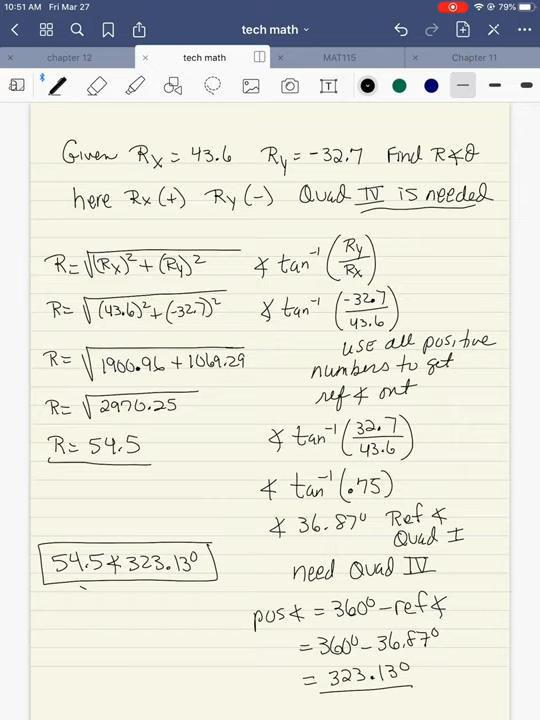 10:51 AM Fri Mar 27
79%
tech math
chapter 12
tech math
MAT115
Chapter 11
Given Rx = 43.6 Ry = -32.7 Find R∡θ
here Rx (+) Ry (-) Quad IV is needed
R = √(Rx)² + (Ry)²
R = √(43.6)² + (-32.7)²
R = √1900.96 + 1069.29
R = √2970.25
R = 54.5
54.5 ∡ 323.13°
∡ tan⁻¹ (Ry/Rx)
∡ tan⁻¹ (-32.7/43.6)
USE all positive
numbers to get
ref ∡ only
∡ tan⁻¹ (32.7/43.6)
∡ tan⁻¹ (.75)
∡ 36.87° Ref ∡
Quad I
need Quad IV
pos ∡ = 360° - ref ∡
= 360° - 36.87°
= 323.13°